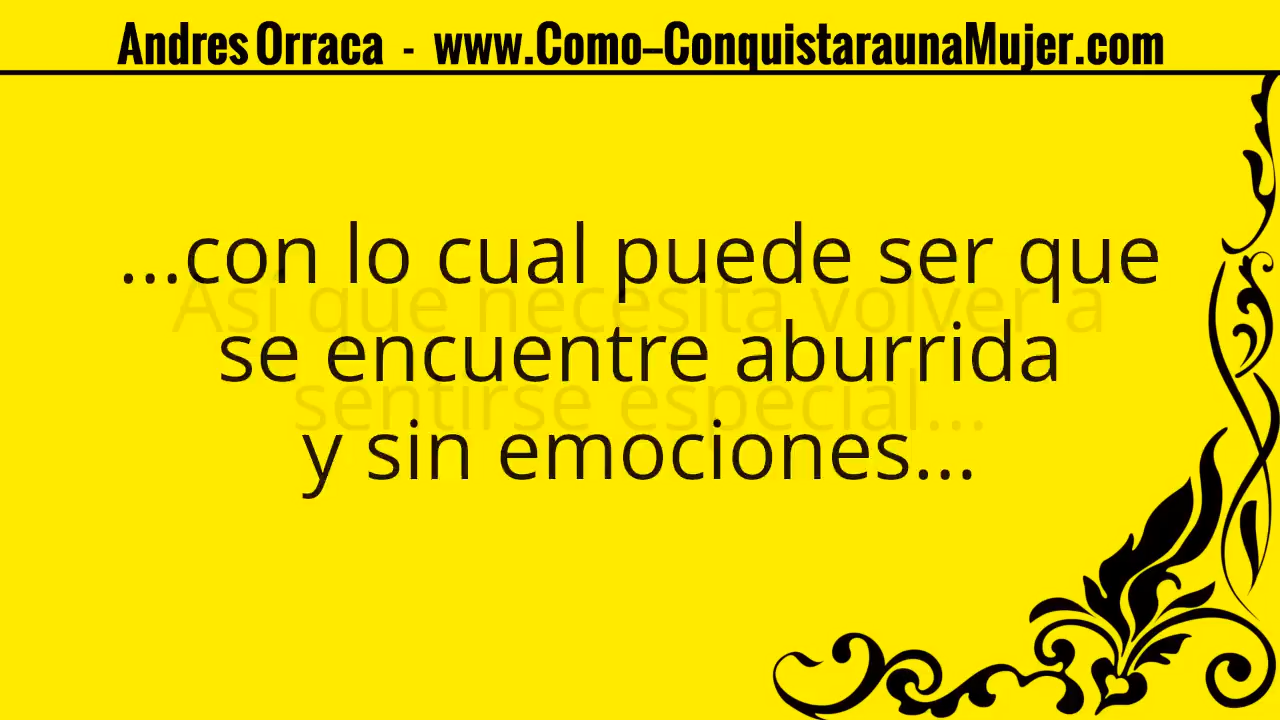 Andres Orraca - www.Como-ConquistaraunaMujer.com
...con lo cual puede ser que
Así que necesita volver a
se encuentre aburrida
sentirse especial...
y sin emociones...